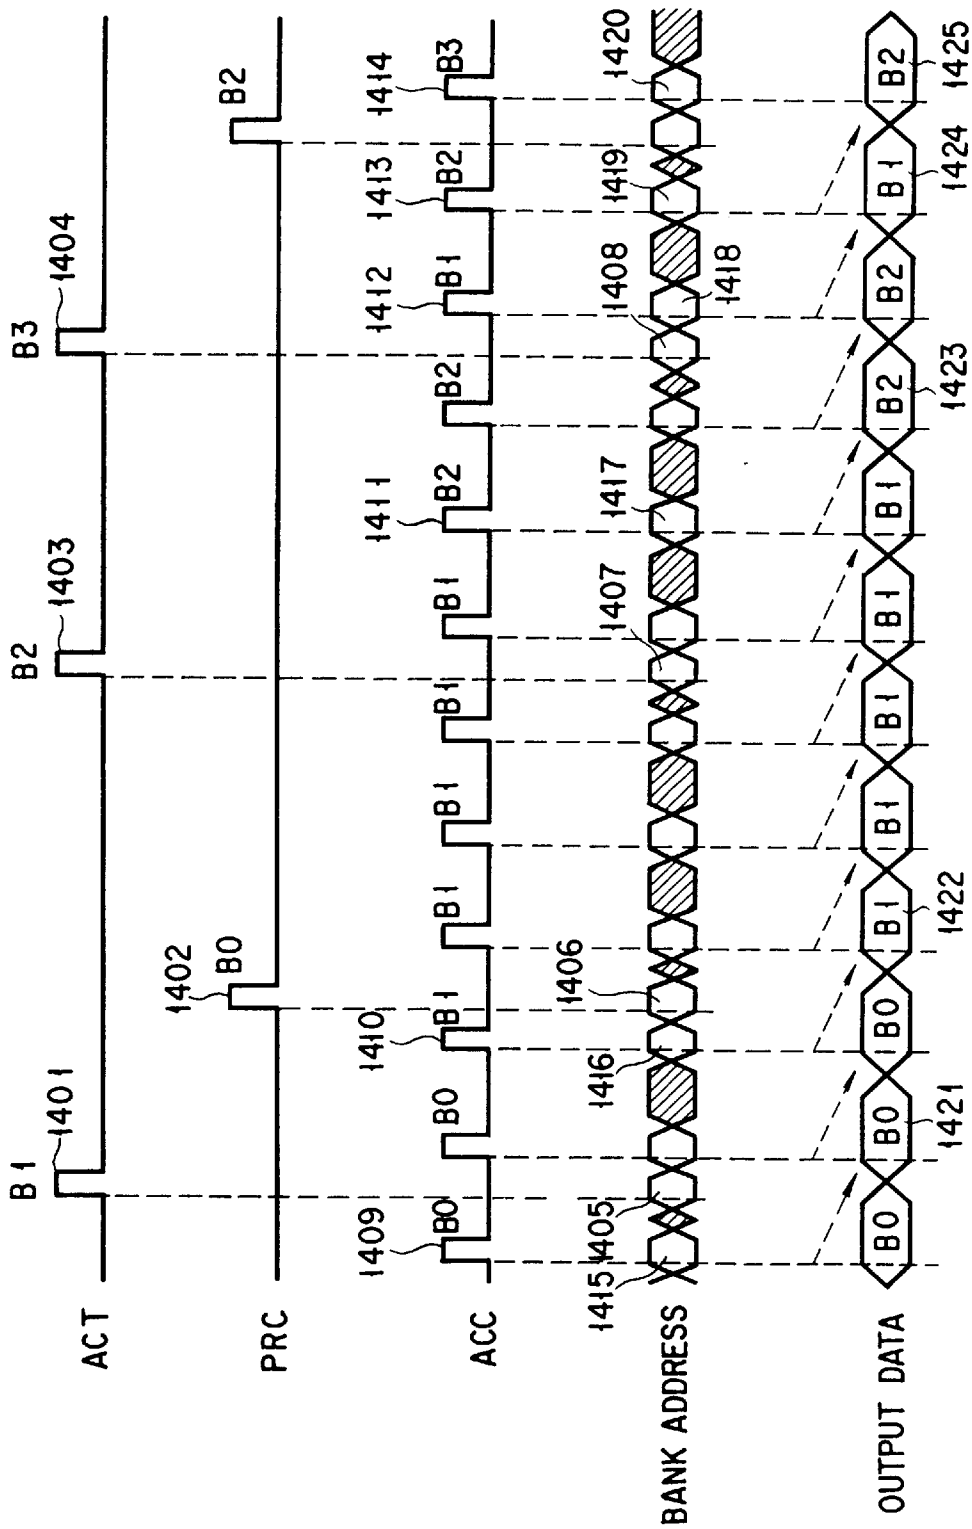 B1 B2 B3
1401 1403 1404
ACT
1402 B0 B2
PRC
1409 1410 1411 1412 1413 1414
B0 B0 B1 B1 B1 B1 B1 B2 B2 B1 B2 B3
ACC
1415 1405 1416 1406 1407 1417 1408 1419 1420
BANK ADDRESS
1418
OUTPUT DATA
B0 B0 B0 B1 B1 B1 B1 B1 B2 B2 B1 B2
1421 1422 1423 1424 1425